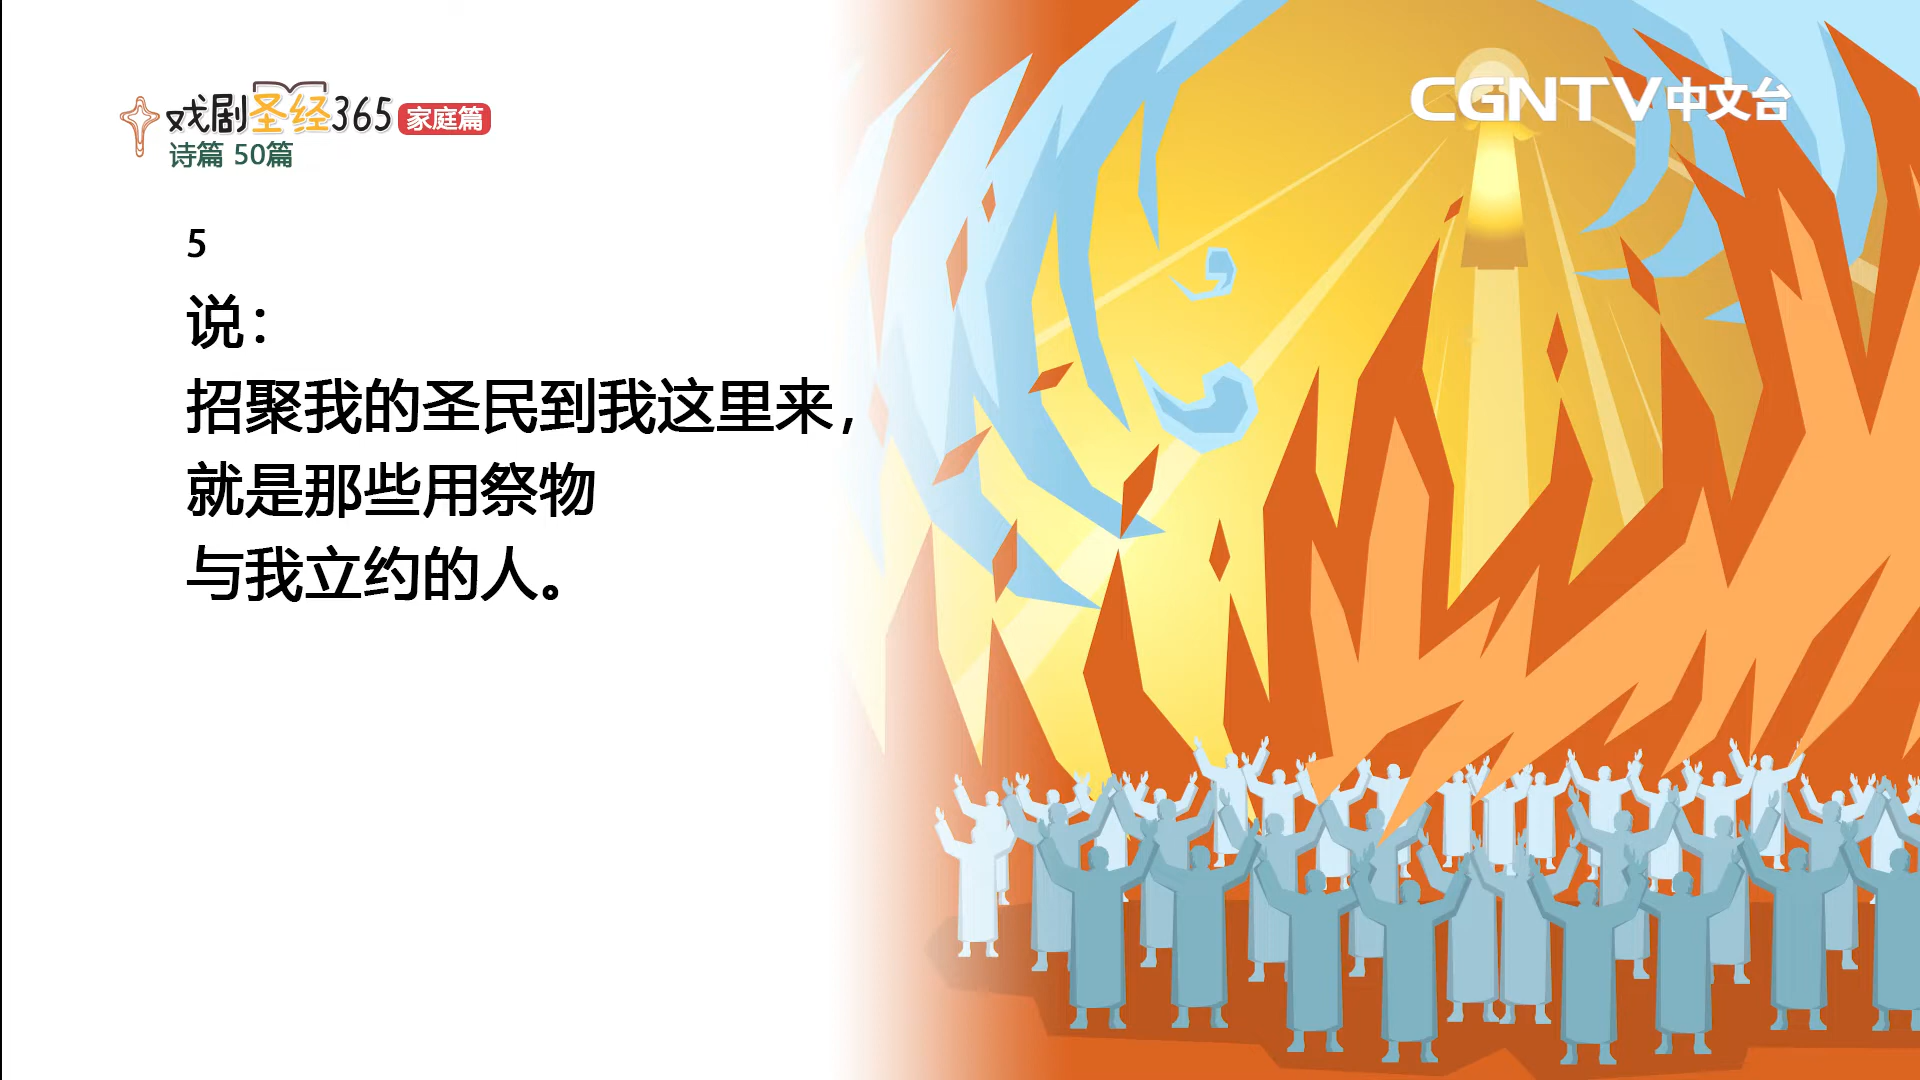 戏剧圣经365 家庭篇
诗篇 50篇
CGNTV中文台
5
说：
招聚我的圣民到我这里来，
就是那些用祭物
与我立约的人。